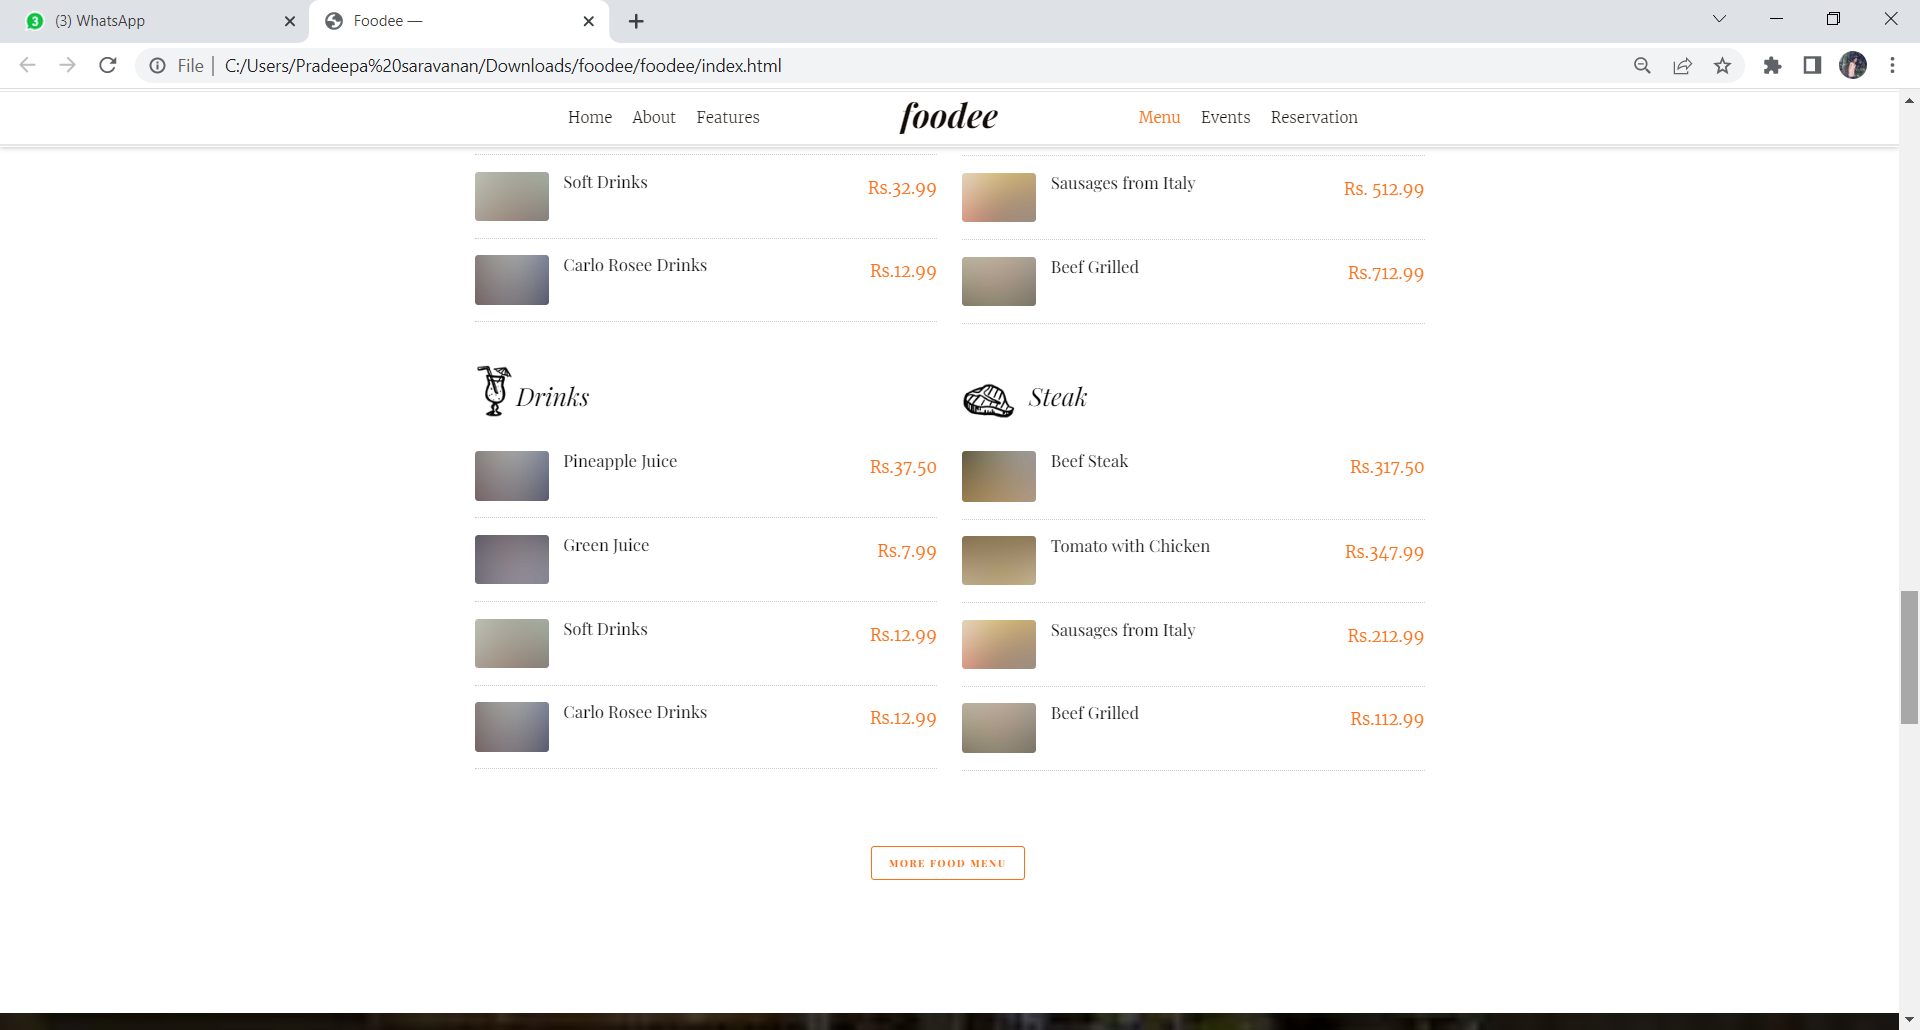 (3) WhatsApp
Foodee —
File
C:/Users/Pradeepa%20saravanan/Downloads/foodee/foodee/index.html
Home About Features foodee Menu Events Reservation
Soft Drinks Rs.32.99
Carlo Rosee Drinks Rs.12.99
Sausages from Italy Rs. 512.99
Beef Grilled Rs.712.99
Drinks
Pineapple Juice Rs.37.50
Green Juice Rs.7.99
Soft Drinks Rs.12.99
Carlo Rosee Drinks Rs.12.99
Steak
Beef Steak Rs.317.50
Tomato with Chicken Rs.347.99
Sausages from Italy Rs.212.99
Beef Grilled Rs.112.99
MORE FOOD MENU